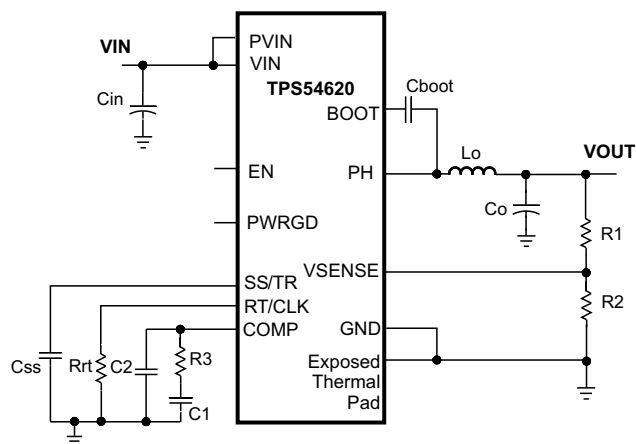 PVIN
VIN
VIN
TPS54620
Cin
Cboot
BOOT
Lo
VOUT
EN
PH
Co
R1
PWRGD
SS/TR
VSENSE
RT/CLK
R2
COMP
GND
Css
Rrt
C2
R3
C1
Exposed
Thermal
Pad